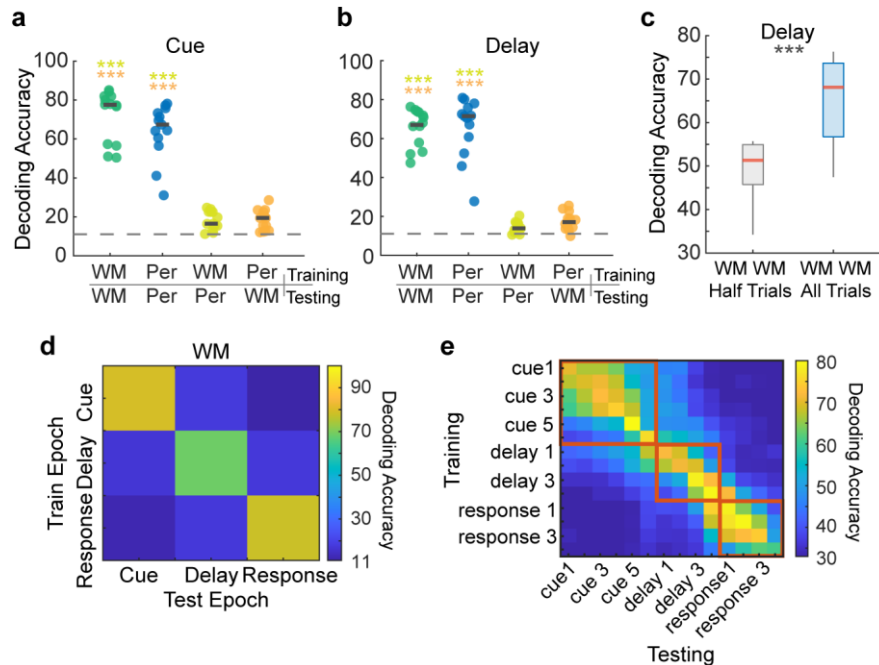 a
Cue
Decoding Accuracy
100
80
60
40
20
0
***
***
***
***
WM Per WM Per Training
WM Per Per WM Testing
b
Delay
100
80
60
40
20
0
***
***
***
***
WM Per WM Per Training
WM Per Per WM Testing
c
Delay
***
Decoding Accuracy
80
70
60
50
40
30
WM WM WM WM
Half Trials All Trials
d
WM
Train Epoch
Cue
Delay
Response
Cue Delay Response
Test Epoch
90
70
50
30
11
Decoding Accuracy
e
Training
cue1
cue 3
cue 5
delay 1
delay 3
response 1
response 3
cue1
cue 3
cue 5
delay 1
delay 3
response1
response 3
Testing
80
70
60
50
40
30
Decoding Accuracy